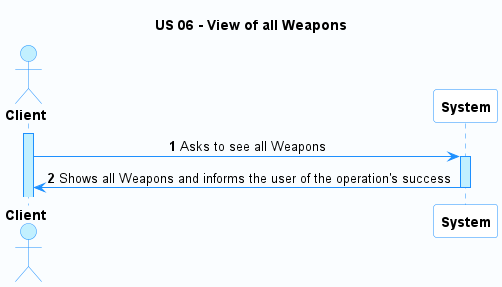 US 06 - View of all Weapons
Client
System
1 Asks to see all Weapons
2 Shows all Weapons and informs the user of the operation's success
Client
System